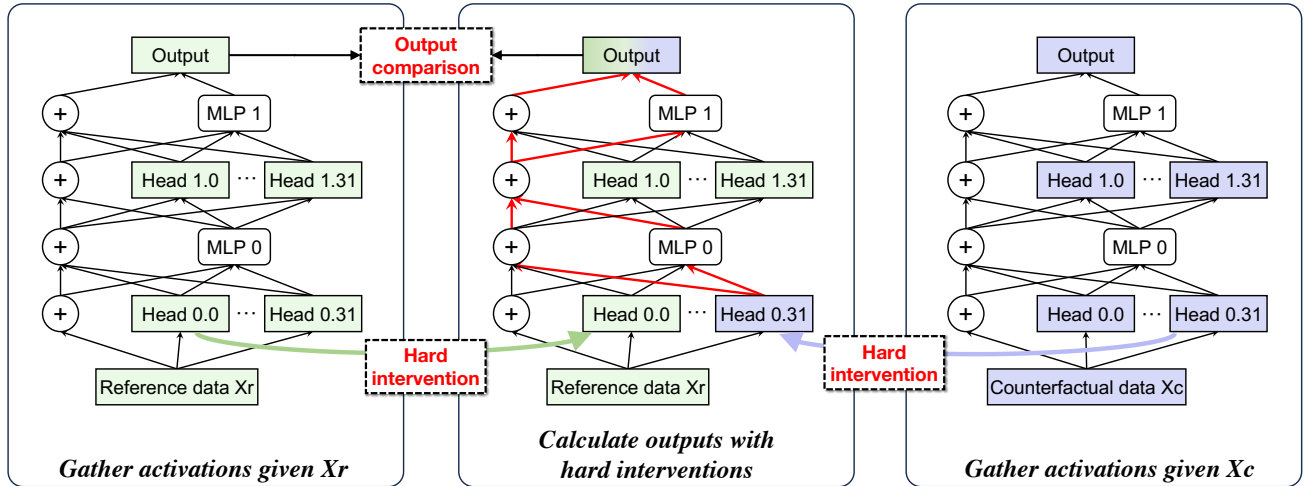 Output
+
MLP 1
+
Head 1.0
···
Head 1.31
+
MLP 0
+
Head 0.0
···
Head 0.31
Reference data Xr
Gather activations given Xr
Output
comparison
Hard
intervention
Output
+
MLP 1
+
Head 1.0
···
Head 1.31
+
MLP 0
+
Head 0.0
···
Head 0.31
Reference data Xr
Calculate outputs with
hard interventions
Hard
intervention
Output
+
MLP 1
+
Head 1.0
···
Head 1.31
+
MLP 0
+
Head 0.0
···
Head 0.31
Counterfactual data Xc
Gather activations given Xc